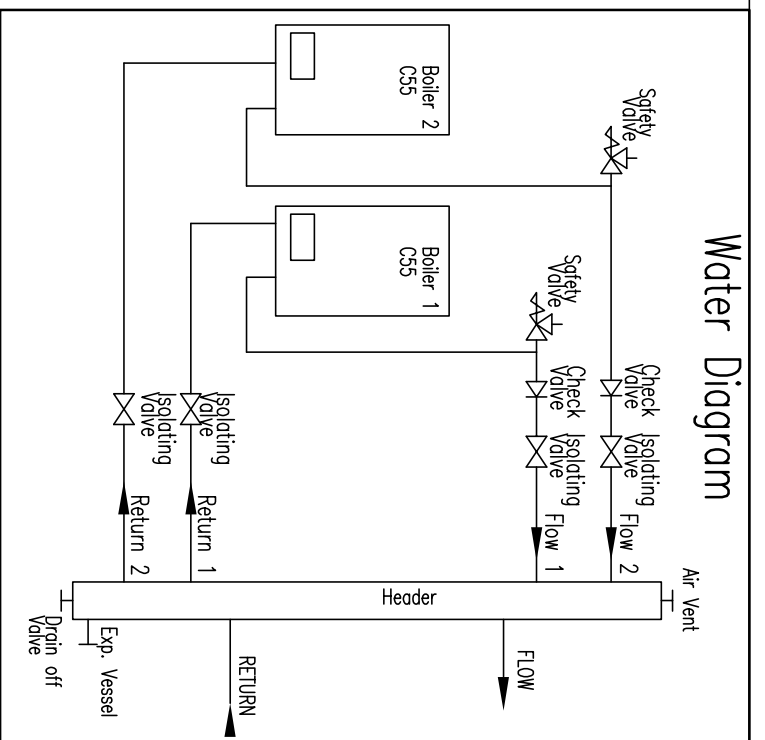 Water Diagram
Safety
Valve
Check
Valve
Isolating
Valve
Flow 2
Air Vent
Safety
Valve
Check
Valve
Isolating
Valve
Flow 1
Boiler 2
C55
Boiler 1
C55
Header
FLOW
Isolating
Valve
Return 1
RETURN
Isolating
Valve
Return 2
Exp. Vessel
Drain off
Valve